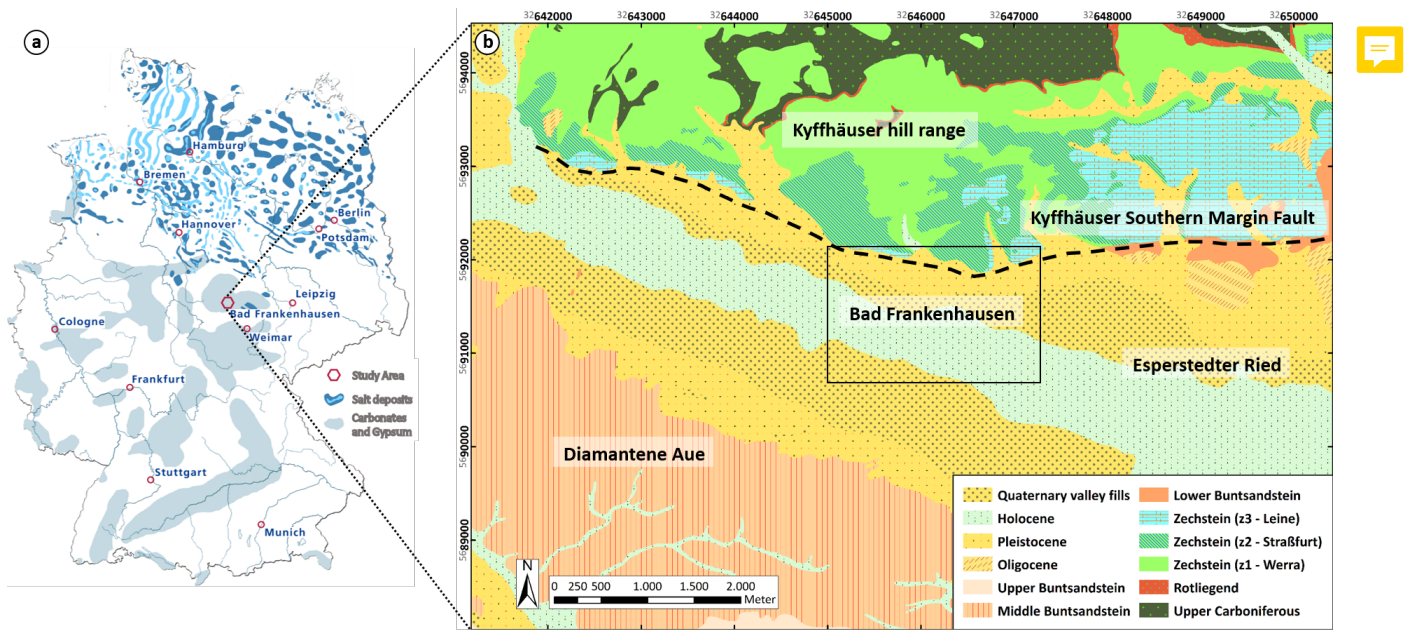 a
Hamburg
Bremen
Berlin
Hannover
Potsdam
Leipzig
Bad Frankenhausen
Cologne
Weimar
Frankfurt
Study Area
Salt deposits
Carbonates
and Gypsum
Stuttgart
Munich
b
32642000
32643000
32644000
32645000
32646000
32647000
32648000
32649000
32650000
5694000
5693000
5692000
5691000
5690000
5689000
Kyffhäuser hill range
Kyffhäuser Southern Margin Fault
Bad Frankenhausen
Esperstedter Ried
Diamantene Aue
N
0 250 500 1.000 1.500 2.000
Meter
Quaternary valley fills
Holocene
Pleistocene
Oligocene
Upper Buntsandstein
Middle Buntsandstein
Lower Buntsandstein
Zechstein (z3 - Leine)
Zechstein (z2 - Straßfurt)
Zechstein (z1 - Werra)
Rotliegend
Upper Carboniferous